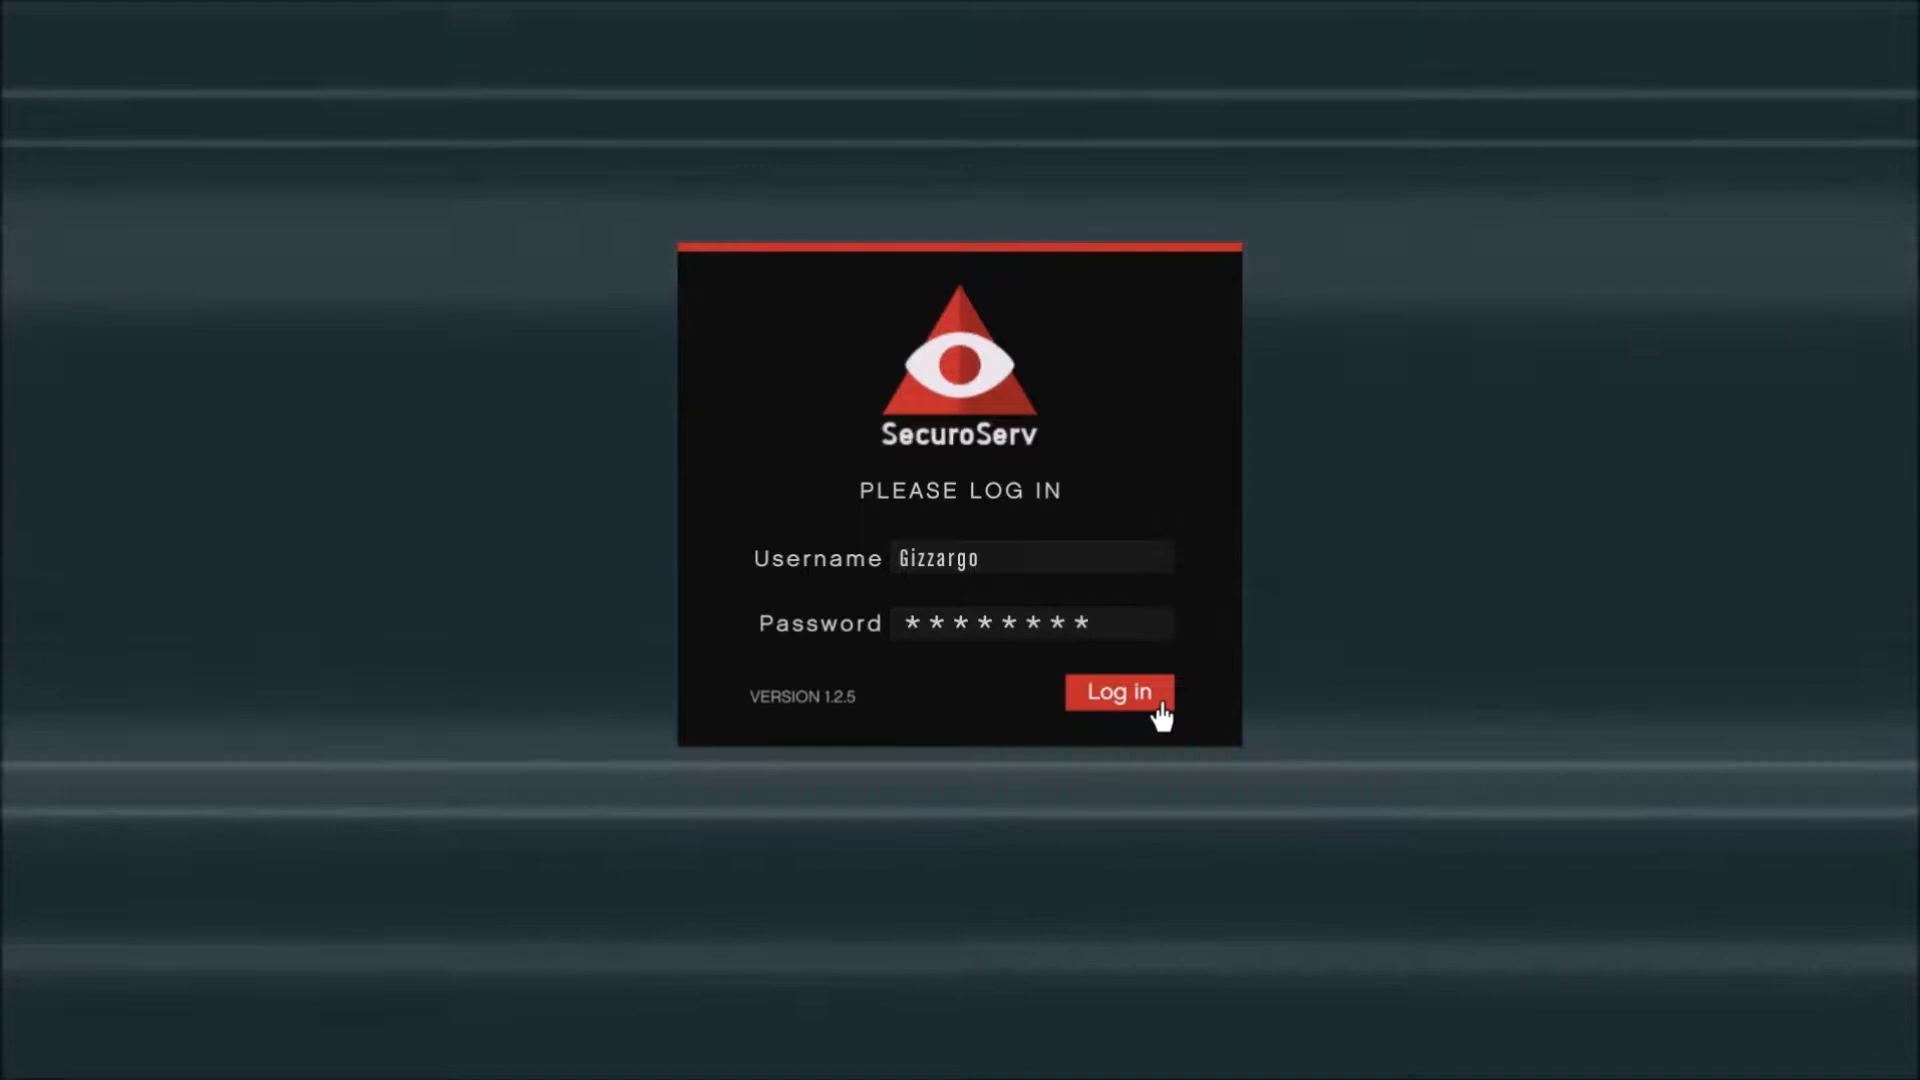 SecuroServ
PLEASE LOG IN
Username Gizzargo
Password ********
VERSION 1.2.5
Log in